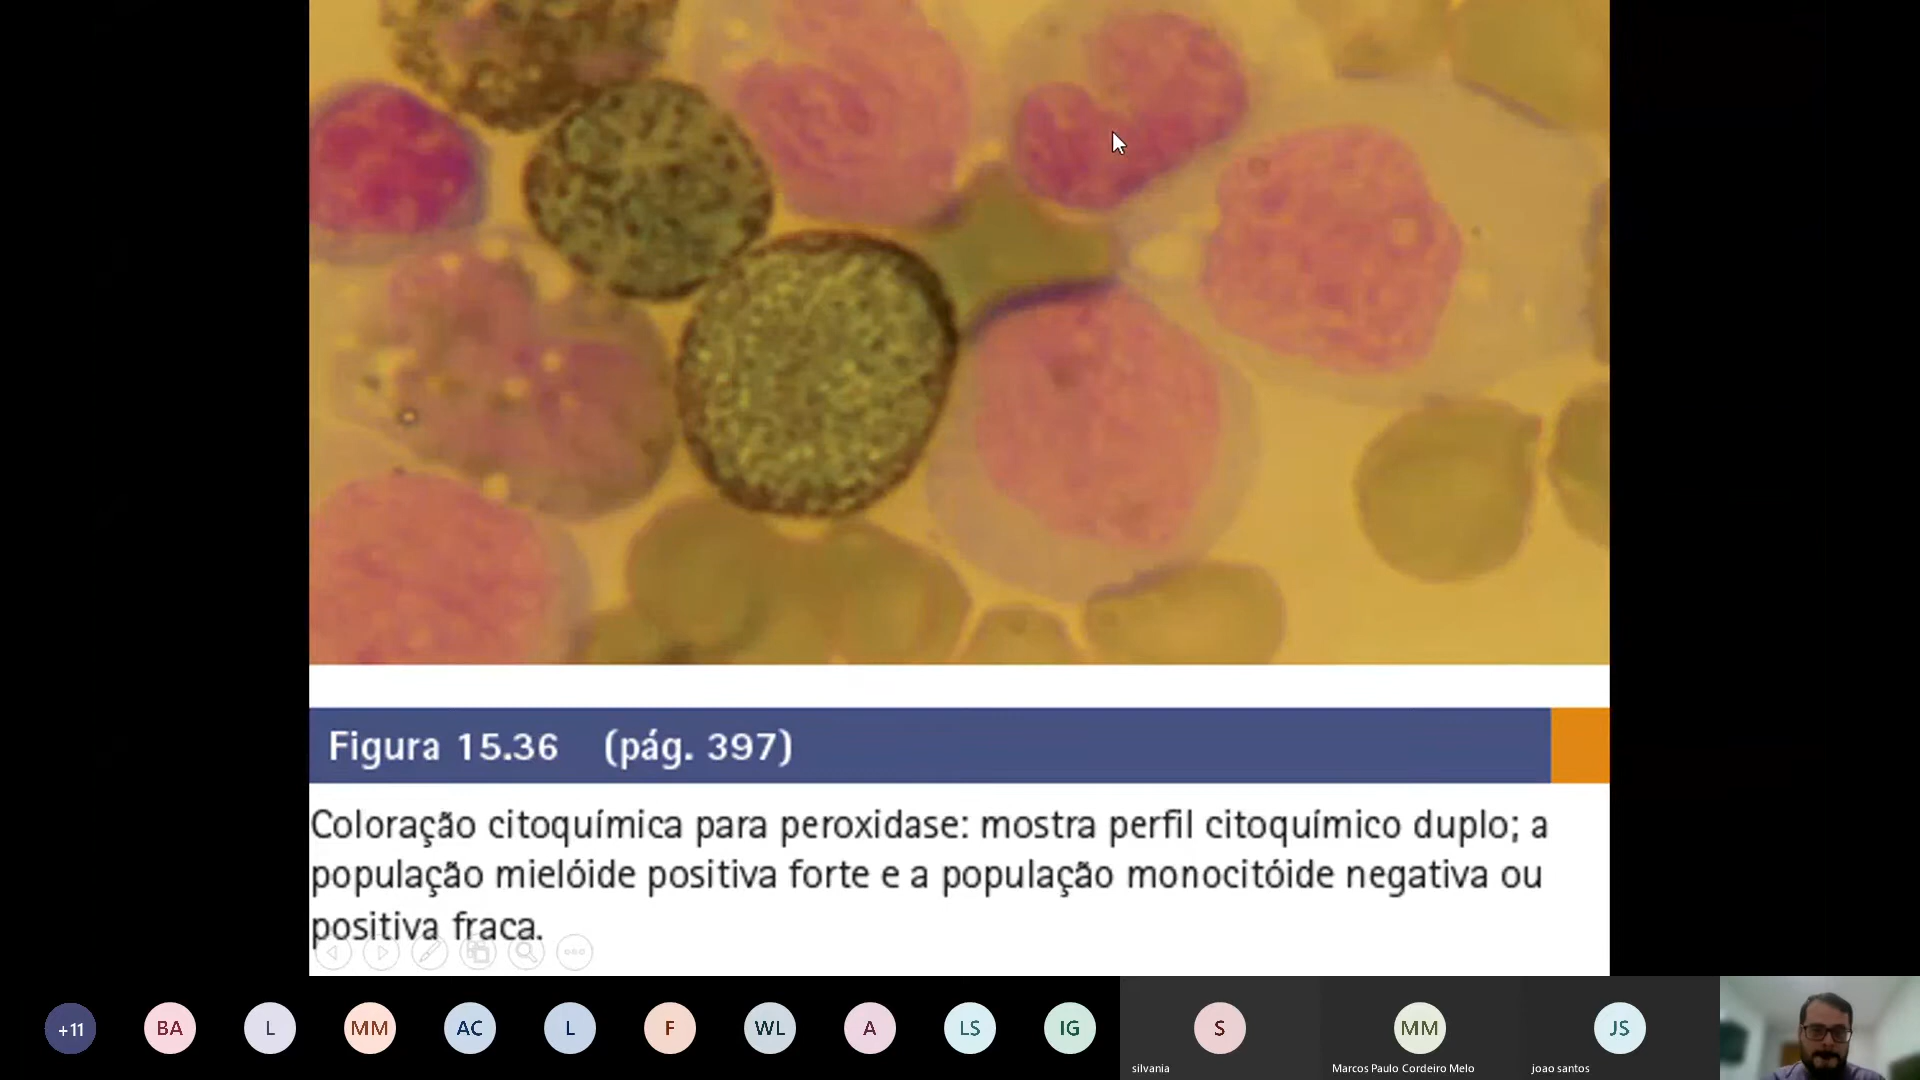 Figura 15.36 (pág. 397)
Coloração citoquímica para peroxidase: mostra perfil citoquímico duplo; a
população mielóide positiva forte e a população monocitóide negativa ou
positiva fraca.
+11 BA L MM AC L F WL A LS IG S MM JS
silvania Marcos Paulo Cordeiro Melo joao santos